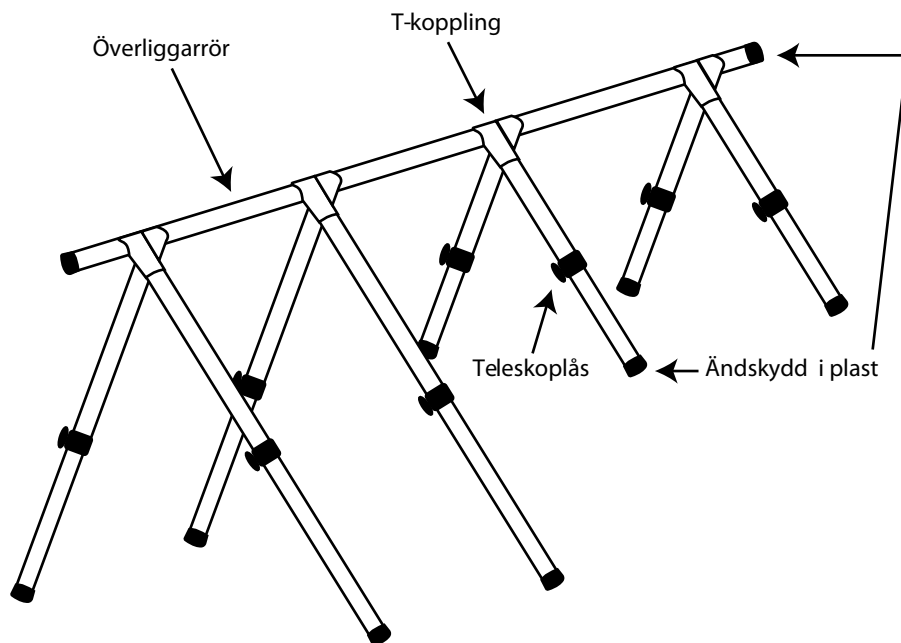 T-koppling
Överliggarrör
Teleskoplås
Ändskydd i plast